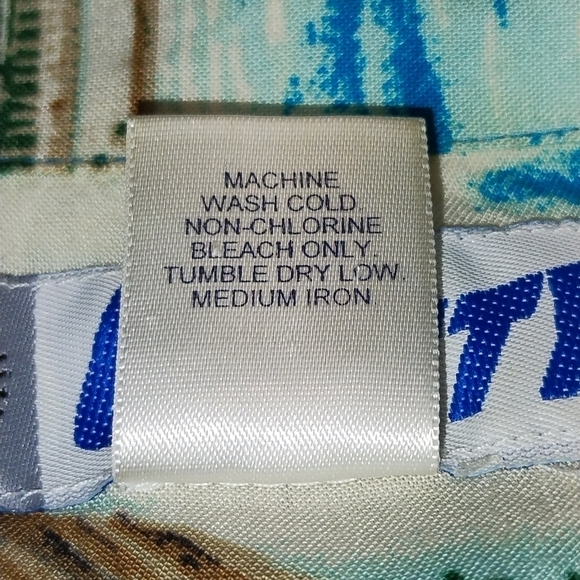 MACHINE
WASH COLD.
NON-CHLORINE
BLEACH ONLY.
TUMBLE DRY LOW.
MEDIUM IRON